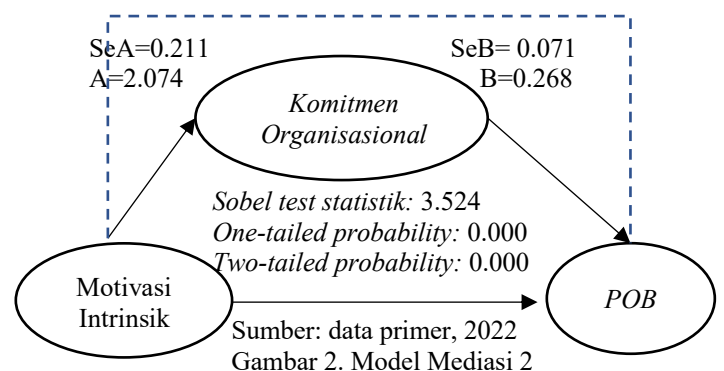 SeA=0.211
A=2.074
SeB= 0.071
B=0.268
Komitmen
Organisasional
Sobel test statistik: 3.524
One-tailed probability: 0.000
Two-tailed probability: 0.000
Motivasi
Intrinsik
POB
Sumber: data primer, 2022
Gambar 2. Model Mediasi 2